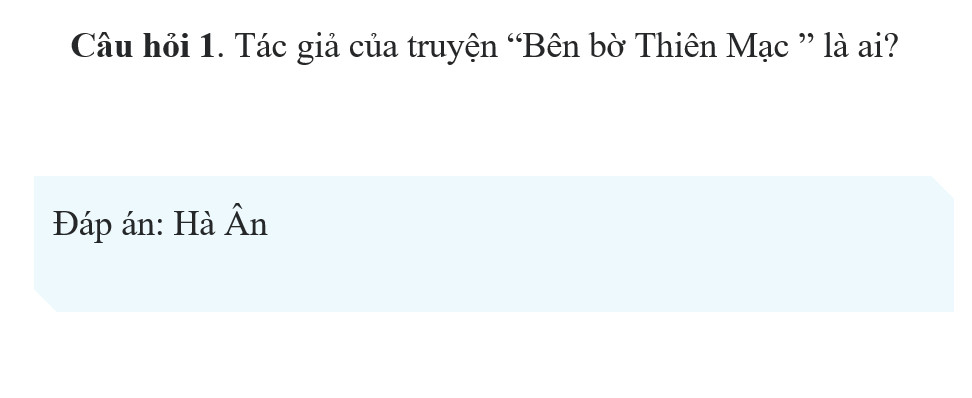 Câu hỏi 1. Tác giả của truyện “Bên bờ Thiên Mạc ” là ai?
Đáp án: Hà Ân